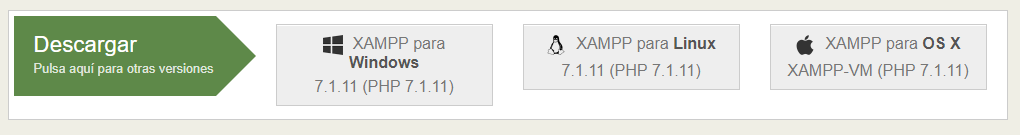 Descargar
Pulsa aquí para otras versiones
XAMPP para
Windows
7.1.11 (PHP 7.1.11)
XAMPP para Linux
7.1.11 (PHP 7.1.11)
XAMPP para OS X
XAMPP-VM (PHP 7.1.11)